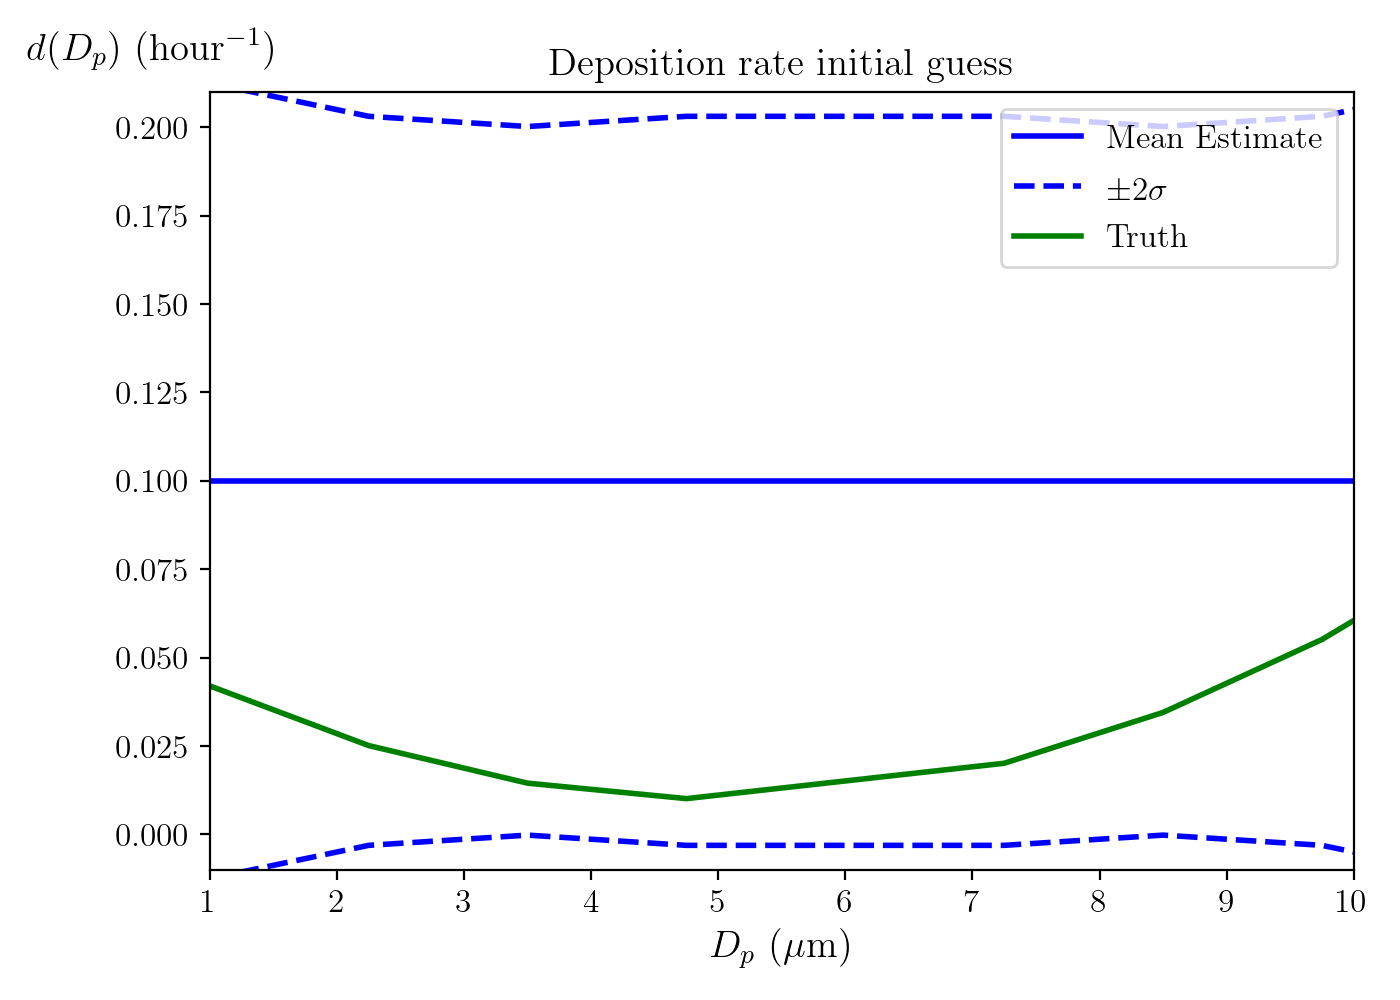 d(Dₚ) (hour⁻¹)
Deposition rate initial guess
0.200
0.175
0.150
0.125
0.100
0.075
0.050
0.025
0.000
Mean Estimate
±2σ
Truth
1 2 3 4 5 6 7 8 9 10
Dₚ (μm)